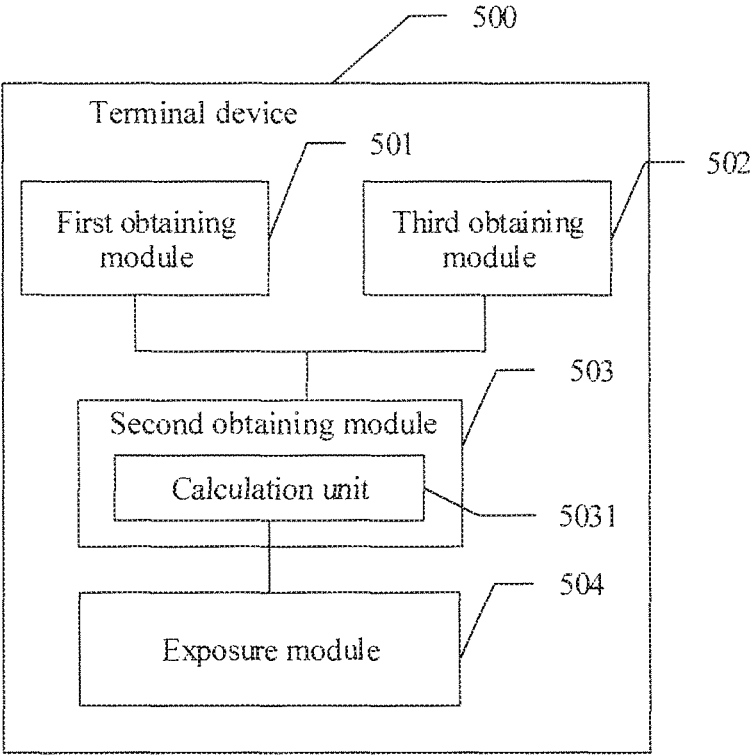 500
Terminal device
501
502
First obtaining
module
Third obtaining
module
503
Second obtaining module
Calculation unit
5031
504
Exposure module